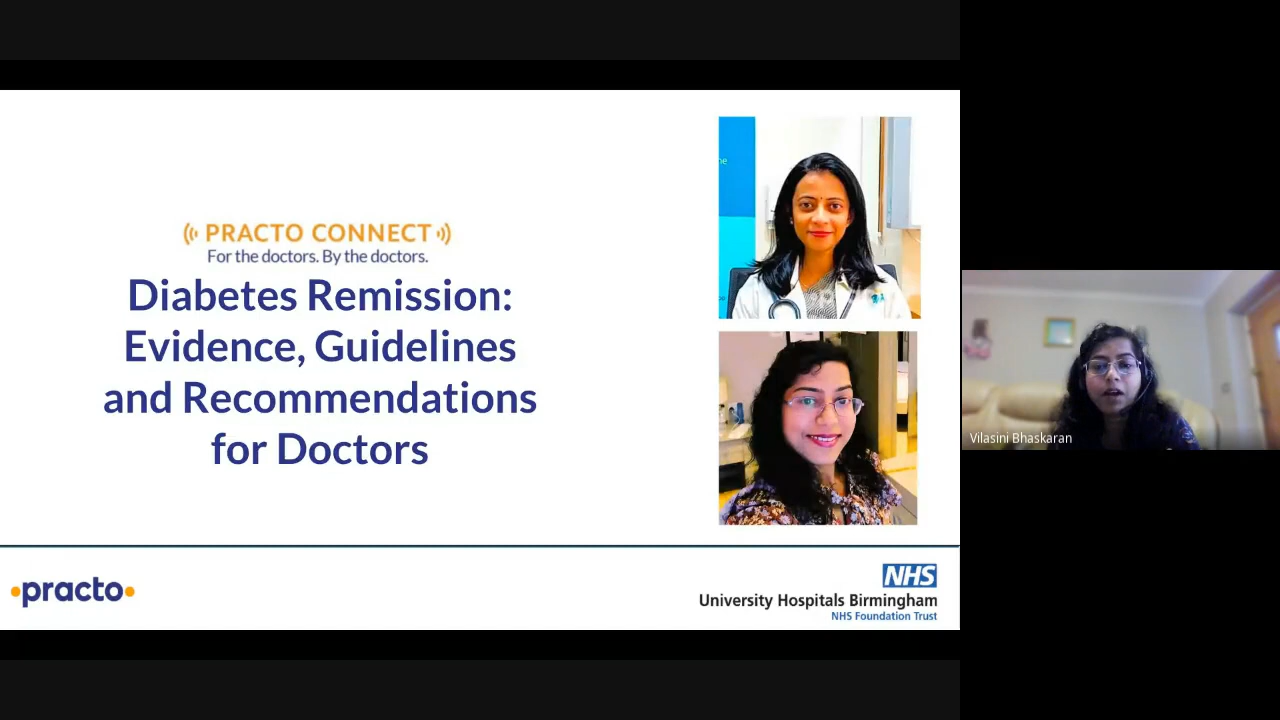 PRACTO CONNECT
For the doctors. By the doctors.
Diabetes Remission:
Evidence, Guidelines
and Recommendations
for Doctors
ne
Vilasini Bhaskaran
practo
NHS
University Hospitals Birmingham
NHS Foundation Trust